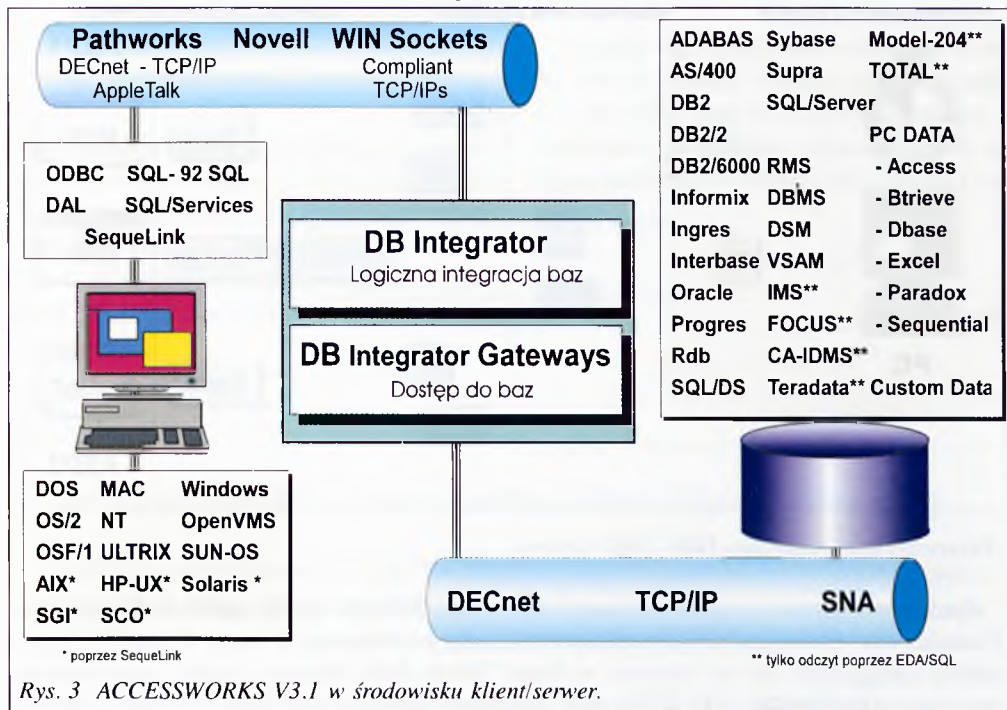 Pathworks Novell WIN Sockets
DECnet - TCP/IP Compliant
AppleTalk TCP/IPs
ODBC SQL- 92 SQL
DAL SQL/Services
SequeLink
DB Integrator
Logiczna integracja baz
DB Integrator Gateways
Dostęp do baz
ADABAS Sybase Model-204**
AS/400 Supra TOTAL**
DB2 SQL/Server
DB2/2 PC DATA
DB2/6000 RMS - Access
Informix DBMS - Btrieve
Ingres DSM - Dbase
Interbase VSAM - Excel
Oracle IMS** - Paradox
Progres FOCUS** - Sequential
Rdb CA-IDMS**
SQL/DS Teradata** Custom Data
DOS MAC Windows
OS/2 NT OpenVMS
OSF/1 ULTRIX SUN-OS
AIX* HP-UX* Solaris *
SGI* SCO*
* poprzez SequeLink
DECnet TCP/IP SNA
** tylko odczyt poprzez EDA/SQL
Rys. 3 ACCESSWORKS V3.1 w środowisku klient/serwer.